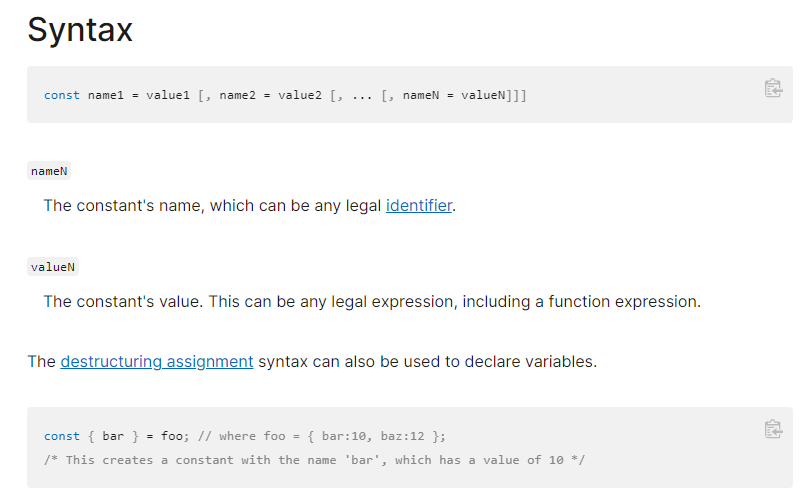 Syntax
const name1 = value1 [, name2 = value2 [, ... [, nameN = valueN]]]
nameN
The constant's name, which can be any legal identifier.
valueN
The constant's value. This can be any legal expression, including a function expression.
The destructuring assignment syntax can also be used to declare variables.
const { bar } = foo; // where foo = { bar:10, baz:12 };
/* This creates a constant with the name 'bar', which has a value of 10 */